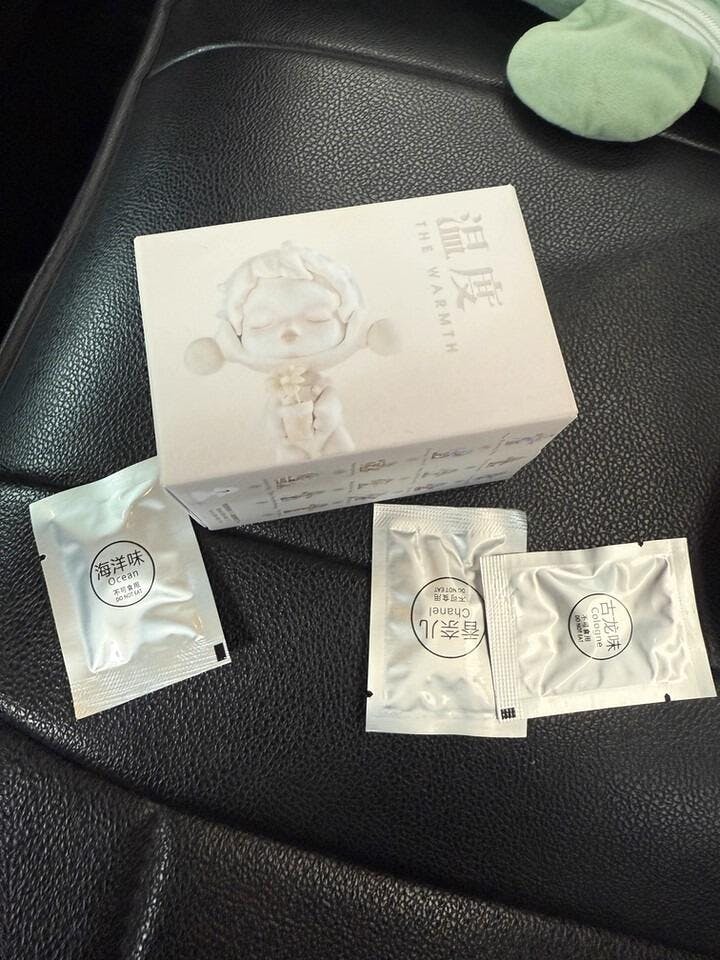 温度
THE WARMTH
海洋味
Ocean
不可食用
DO NOT EAT
香奈儿
Chanel
不可食用
DO NOT EAT
古龙味
Cologne
不可食用
DO NOT EAT